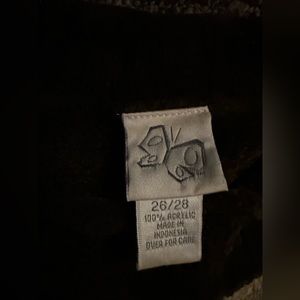 26/28
100% ACRYLIC
MADE IN
INDONESIA
OVER FOR CARE